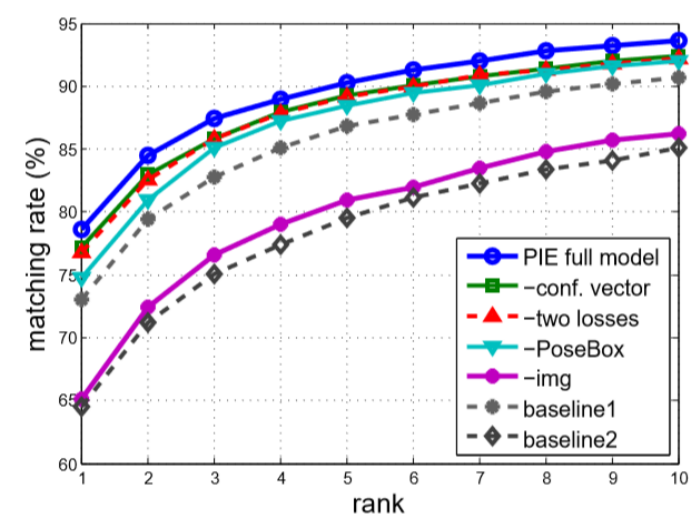 95
90
85
80
75
70
65
60
1 2 3 4 5 6 7 8 9 10
matching rate (%)
rank
PIE full model
−conf. vector
−two losses
−PoseBox
−img
baseline1
baseline2